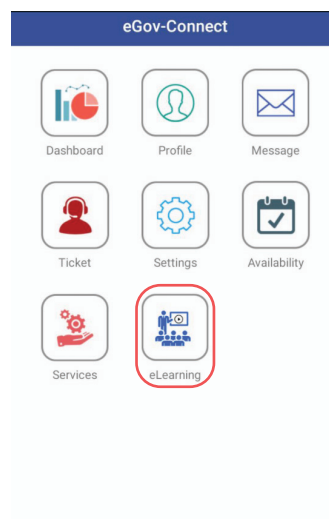 eGov-Connect
Dashboard Profile Message
Ticket Settings Availability
Services eLearning